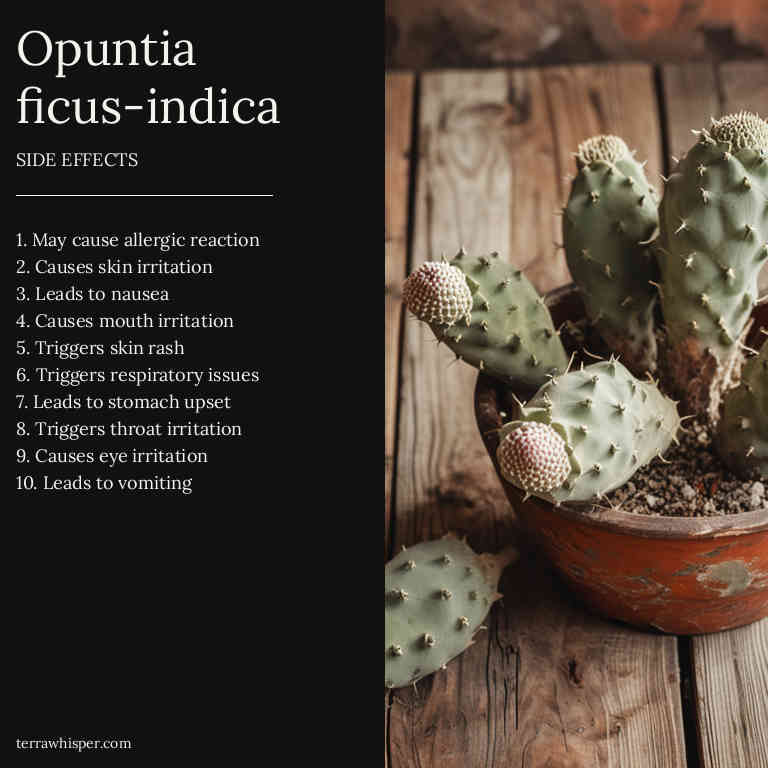 Opuntia
ficus-indica
SIDE EFFECTS
1. May cause allergic reaction
2. Causes skin irritation
3. Leads to nausea
4. Causes mouth irritation
5. Triggers skin rash
6. Triggers respiratory issues
7. Leads to stomach upset
8. Triggers throat irritation
9. Causes eye irritation
10. Leads to vomiting
terrawhisper.com